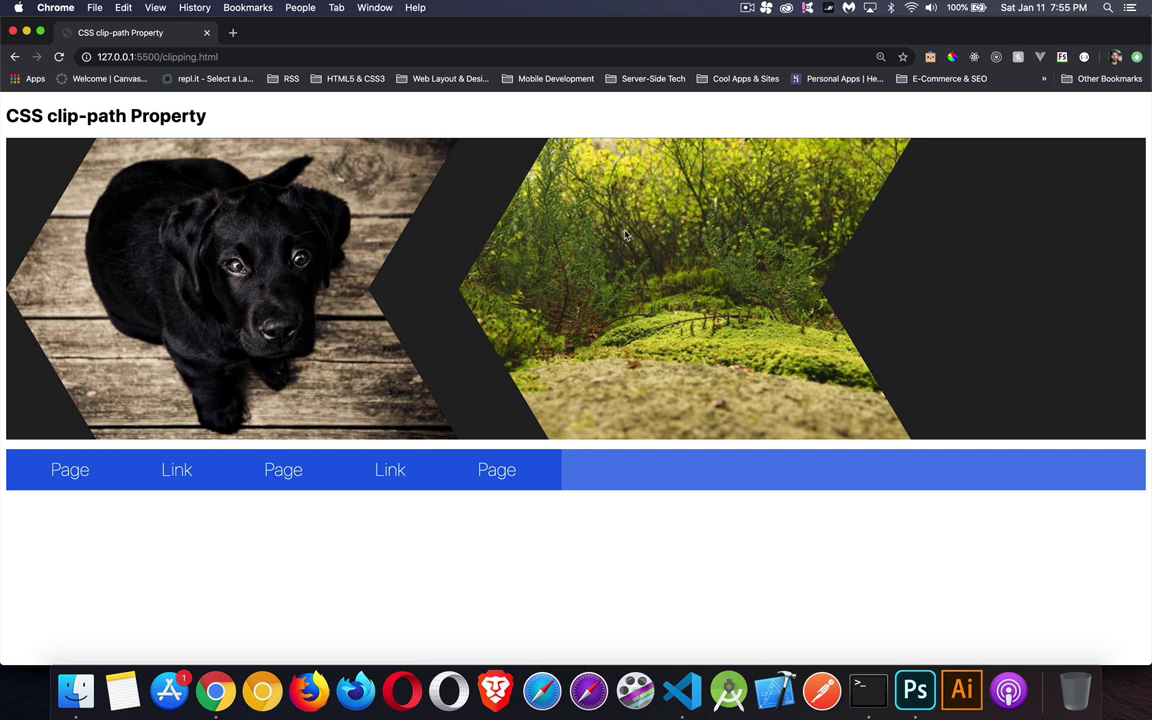 Chrome File Edit View History Bookmarks People Tab Window Help 100% Sat Jan 11 7:55 PM
CSS clip-path Property
127.0.0.1:5500/clipping.html
Apps Welcome | Canvas... repl.it - Select a La... RSS HTML5 & CSS3 Web Layout & Desi... Mobile Development Server-Side Tech Cool Apps & Sites Personal Apps | He... E-Commerce & SEO » Other Bookmarks
CSS clip-path Property
Page Link Page Link Page
1
>_ Ps Ai